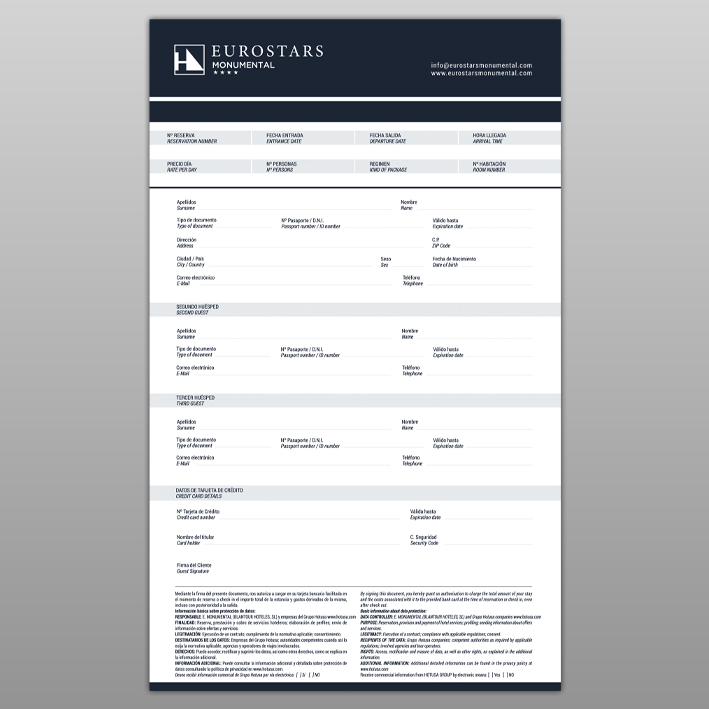 EUROSTARS
MONUMENTAL
★★★★
info@eurostarsmonumental.com
www.eurostarsmonumental.com
Nº RESERVA
RESERVATION NUMBER
FECHA ENTRADA
ENTRANCE DATE
FECHA SALIDA
DEPARTURE DATE
HORA LLEGADA
ARRIVAL TIME
PRECIO DÍA
RATE PER DAY
Nº PERSONAS
Nº PERSONS
REGIMEN
KIND OF PACKAGE
Nº HABITACIÓN
ROOM NUMBER
Apellidos
Surname
Nombre
Name
Tipo de documento
Type of document
Nº Pasaporte / D.N.I.
Passport number / ID number
Válido hasta
Expiration date
Dirección
Address
C.P.
ZIP Code
Ciudad / País
City / Country
Sexo
Sex
Fecha de Nacimiento
Date of birth
Correo electrónico
E-Mail
Teléfono
Telephone
SEGUNDO HUÉSPED
SECOND GUEST
Apellidos
Surname
Nombre
Name
Tipo de documento
Type of document
Nº Pasaporte / D.N.I.
Passport number / ID number
Válido hasta
Expiration date
Correo electrónico
E-Mail
Teléfono
Telephone
TERCER HUÉSPED
THIRD GUEST
Apellidos
Surname
Nombre
Name
Tipo de documento
Type of document
Nº Pasaporte / D.N.I.
Passport number / ID number
Válido hasta
Expiration date
Correo electrónico
E-Mail
Teléfono
Telephone
DATOS DE TARJETA DE CRÉDITO
CREDIT CARD DETAILS
Nº Tarjeta de Crédito
Credit card number
Válida hasta
Expiration date
Nombre del titular
Card holder
C. Seguridad
Security Code
Firma del Cliente
Guest Signature
Mediante la firma del presente documento, nos autoriza a cargar en su tarjeta bancaria facilitada en
el momento de reserva o check in el importe total de la estancia y gastos derivados de la misma,
incluso con posterioridad a la salida.
Información básica sobre protección de datos:
RESPONSABLE: E. MONUMENTAL (BLANTOUR HOTELES, SL) y empresas del Grupo Hotusa www.hotusa.com
FINALIDAD: Reserva, prestación y cobro de servicios hoteleros; elaboración de perfiles; envío de
información sobre ofertas y servicios.
LEGITIMACIÓN: Ejecución de un contrato; cumplimiento de la normativa aplicable; consentimiento.
DESTINATARIOS DE LOS DATOS: Empresas del Grupo Hotusa; autoridades competentes cuando así lo
exija la normativa aplicable, agencias y operadores de viajes involucrados.
DERECHOS: Puede acceder, rectificar y suprimir los datos, así como otros derechos, como se explica en
la información adicional.
INFORMACIÓN ADICIONAL: Puede consultar la información adicional y detallada sobre protección de
datos consultando la política de privacidad en www.hotusa.com
Deseo recibir información comercial de Grupo Hotusa por vía electrónica: [ ] Sí [ ] NO
By signing this document, you hereby grant us authorisation to charge the total amount of your stay
and the costs associated with it to the provided bank card at the time of reservation or check in, even
after check out.
Basic information about data protection:
DATA CONTROLLER: E. MONUMENTAL (BLANTOUR HOTELES, SL) and Grupo Hotusa companies www.hotusa.com
PURPOSE: Reservation, provision and payment of hotel services; profiling; sending information about offers
and services.
LEGITIMACY: Execution of a contract; compliance with applicable regulations; consent.
RECIPIENTS OF THE DATA: Grupo Hotusa companies; competent authorities as required by applicable
regulations; involved agencies and tour operators.
RIGHTS: Access, rectification and erasure of data, as well as other rights, as explained in the additional
information
ADDITIONAL INFORMATION: Additional detailed information can be found in the privacy policy at
www.hotusa.com
Receive commercial information from HOTUSA GROUP by electronic means: [ ] Yes [ ] NO